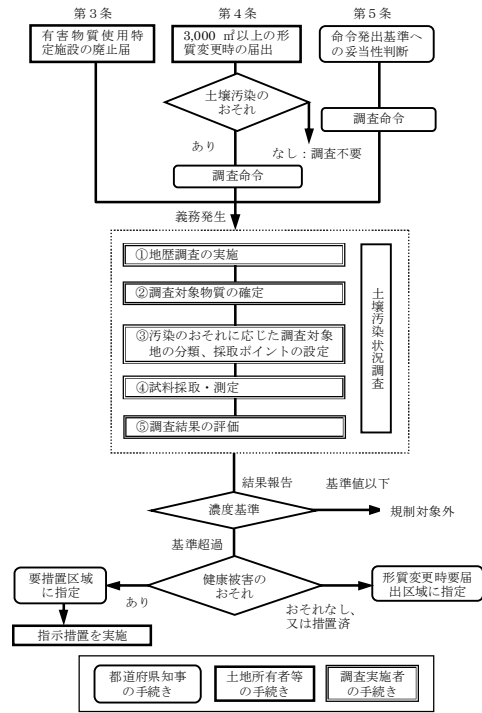 第３条
第４条
第５条
有害物質使用特
定施設の廃止届
3,000 ㎡以上の形
質変更時の届出
命令発出基準へ
の妥当性判断
土壌汚染の
おそれ
調査命令
あり
なし：調査不要
調査命令
義務発生
①地歴調査の実施
②調査対象物質の確定
③汚染のおそれに応じた調査対象
地の分類、採取ポイントの設定
④試料採取・測定
⑤調査結果の評価
土壌汚染状況調査
結果報告
基準値以下
濃度基準
規制対象外
基準超過
要措置区域
に指定
健康被害の
おそれ
形質変更時要届
出区域に指定
あり
おそれなし、
又は措置済
指示措置を実施
都道府県知事
の手続き
土地所有者等
の手続き
調査実施者
の手続き